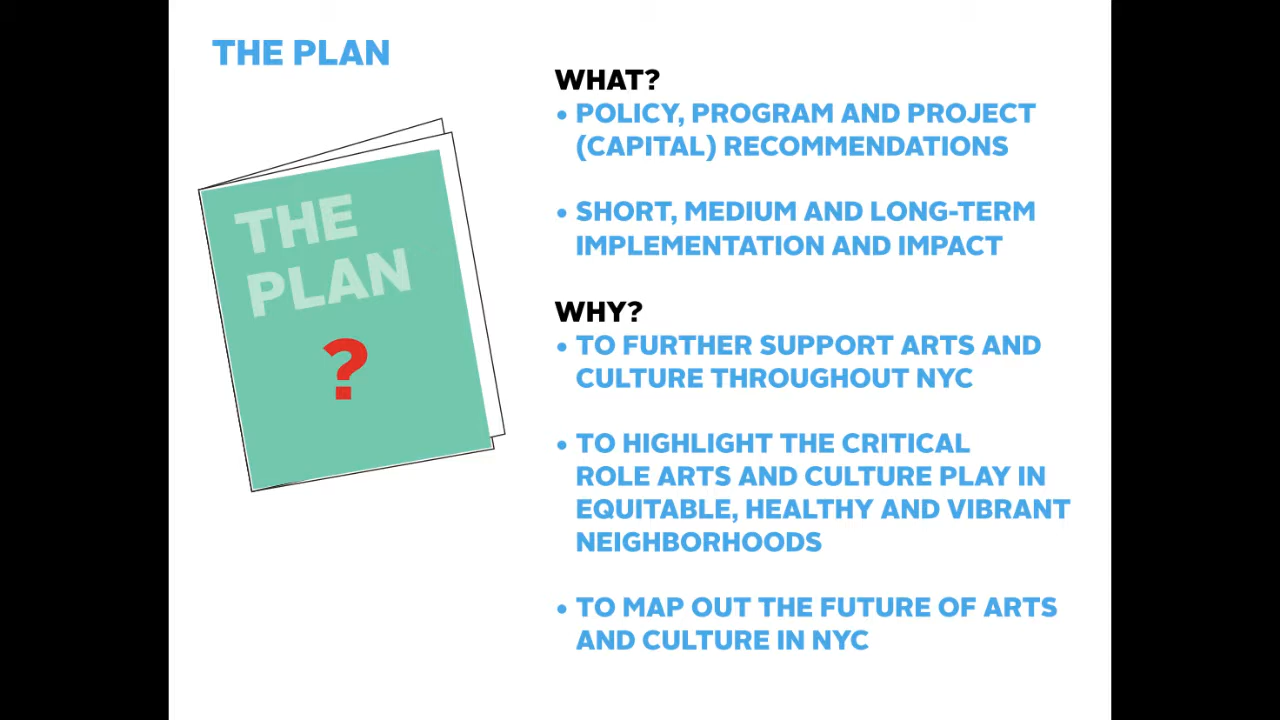 THE PLAN
THE
PLAN
?
WHAT?
• POLICY, PROGRAM AND PROJECT
(CAPITAL) RECOMMENDATIONS
• SHORT, MEDIUM AND LONG-TERM
IMPLEMENTATION AND IMPACT
WHY?
• TO FURTHER SUPPORT ARTS AND
CULTURE THROUGHOUT NYC
• TO HIGHLIGHT THE CRITICAL
ROLE ARTS AND CULTURE PLAY IN
EQUITABLE, HEALTHY AND VIBRANT
NEIGHBORHOODS
• TO MAP OUT THE FUTURE OF ARTS
AND CULTURE IN NYC